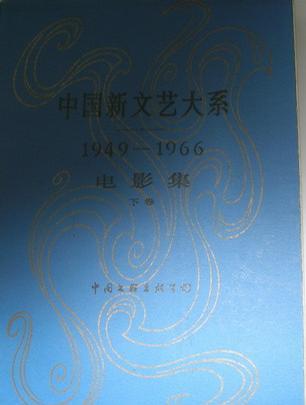 中国新文艺大系
1949—1966
电影集
下卷
中国文联出版公司